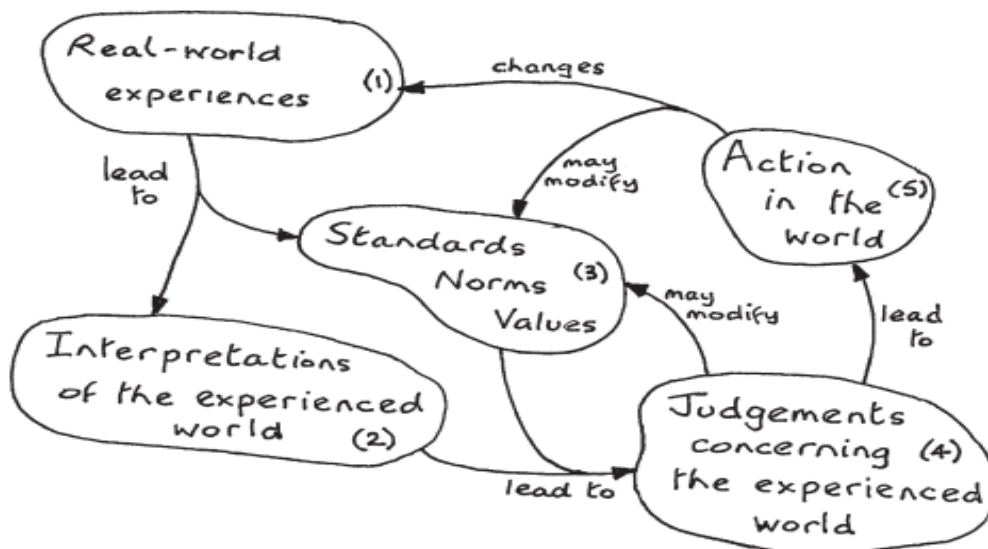 Real-world
experiences (1)
changes
lead
to
may
modify
Action
in the (5)
world
Standards
Norms (3)
Values
may
modify
lead
to
Interpretations
of the experienced
world (2)
lead to
Judgements
concerning (4)
the experienced
world